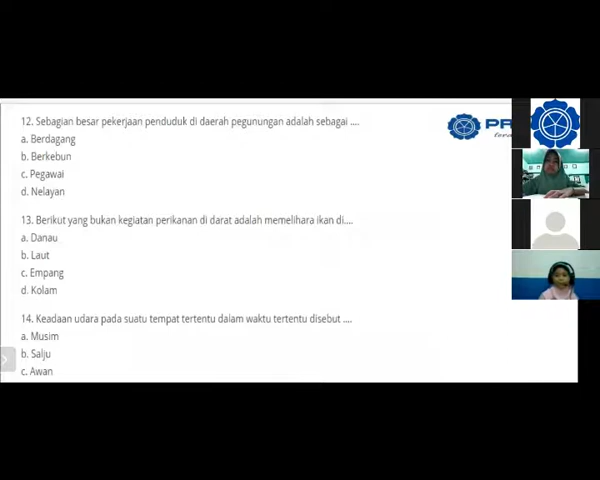 12. Sebagian besar pekerjaan penduduk di daerah pegunungan adalah sebagai ....
a. Berdagang
b. Berkebun
c. Pegawai
d. Nelayan
13. Berikut yang bukan kegiatan perikanan di darat adalah memelihara ikan di....
a. Danau
b. Laut
c. Empang
d. Kolam
14. Keadaan udara pada suatu tempat tertentu dalam waktu tertentu disebut ....
a. Musim
b. Salju
c. Awan